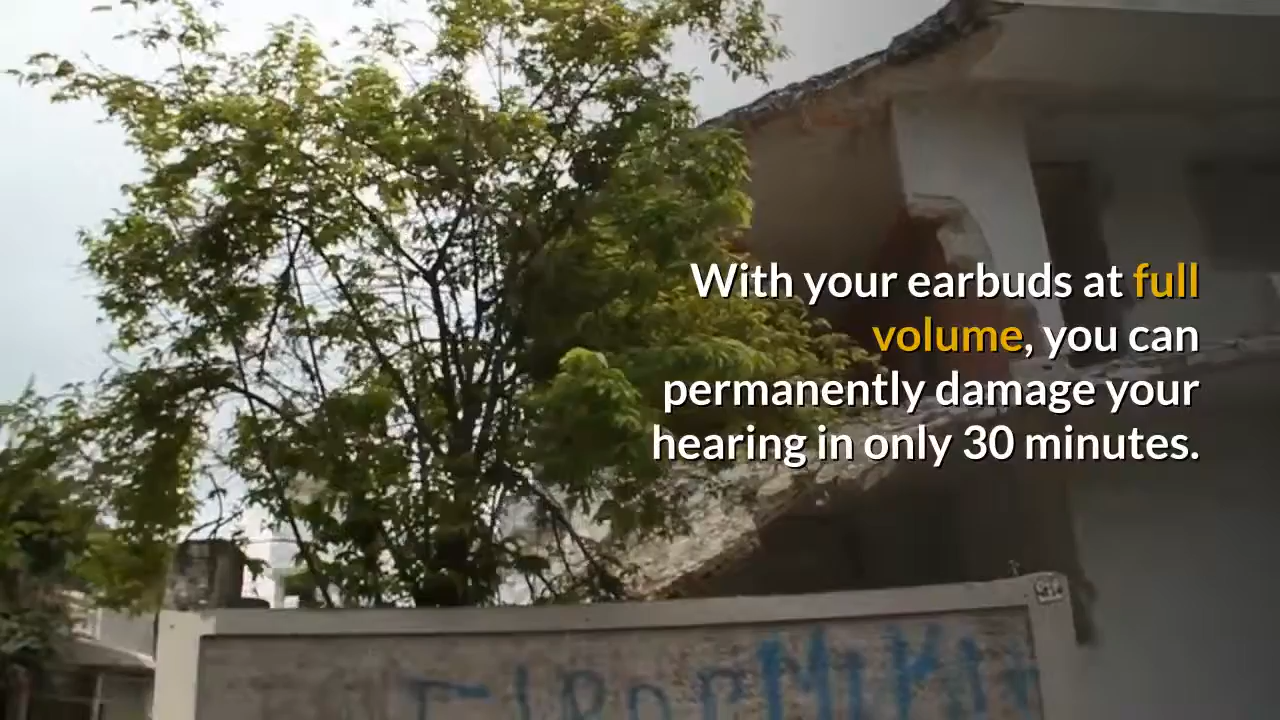 With your earbuds at full
volume, you can
permanently damage your
hearing in only 30 minutes.